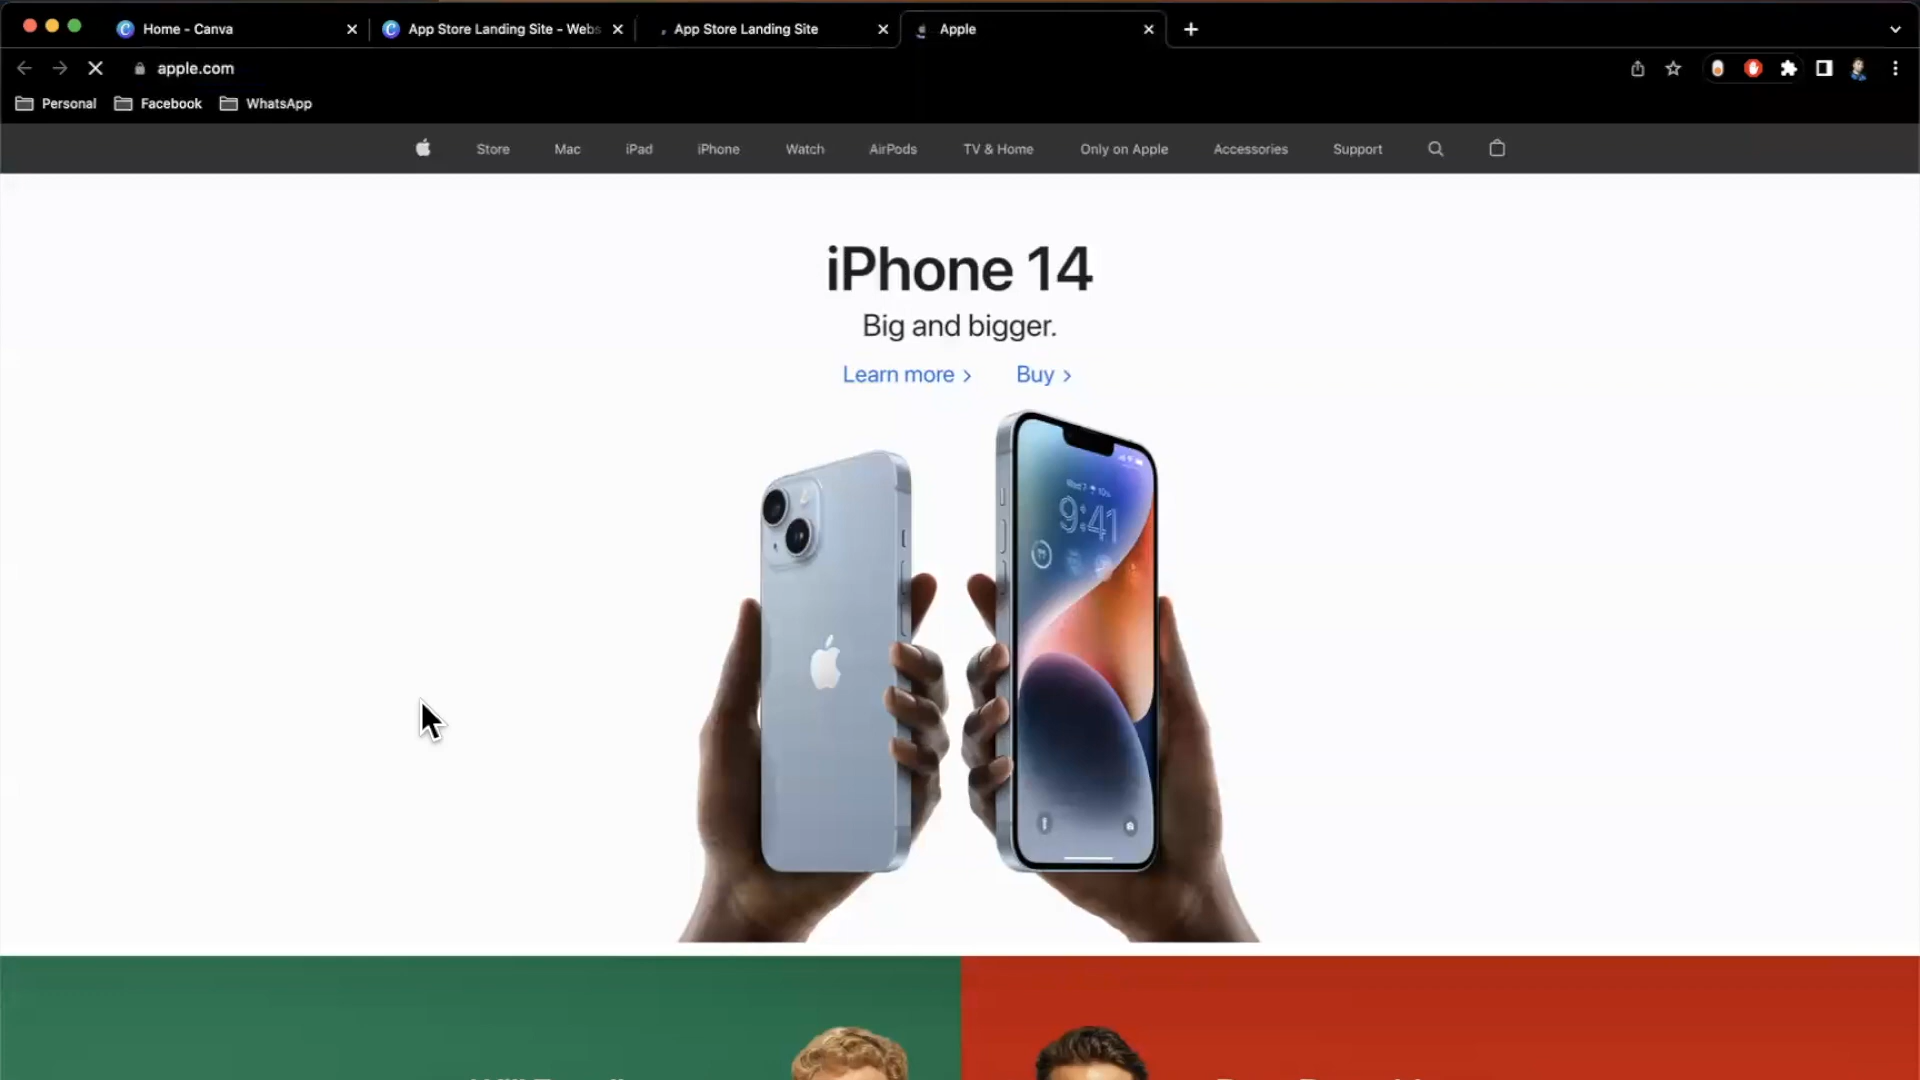 Home - Canva
App Store Landing Site - Webs
App Store Landing Site
Apple
apple.com
Personal
Facebook
WhatsApp
Store
Mac
iPad
iPhone
Watch
AirPods
TV & Home
Only on Apple
Accessories
Support
iPhone 14
Big and bigger.
Learn more >
Buy >
9:41